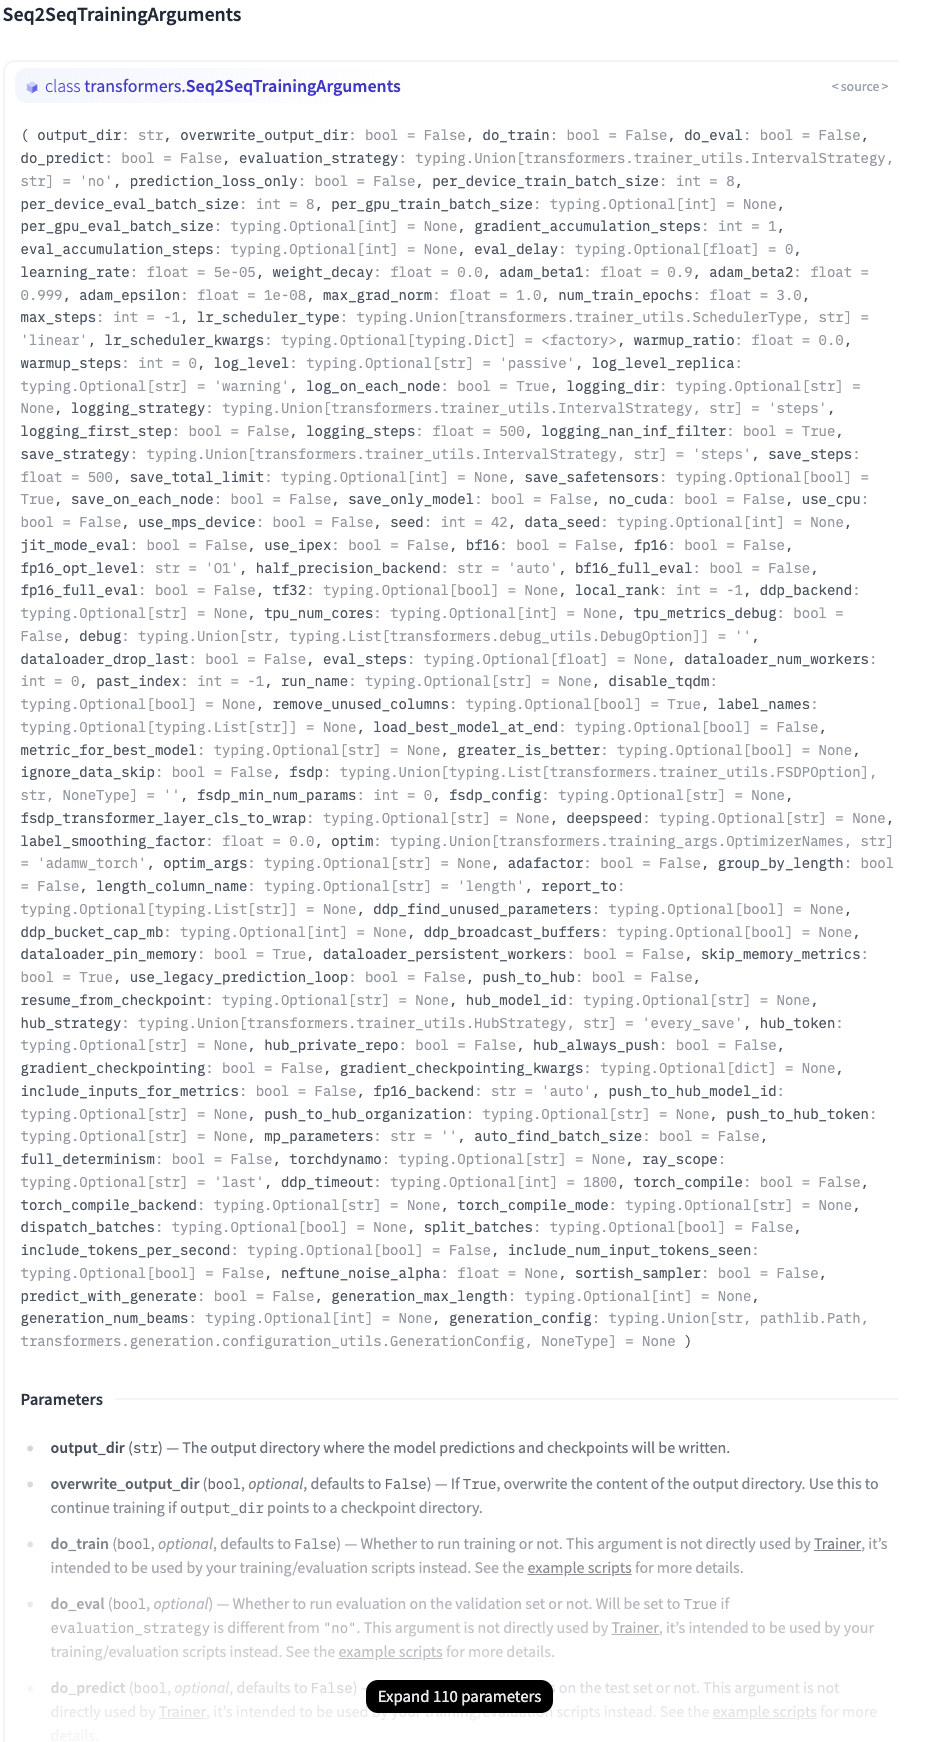 Seq2SeqTrainingArguments
class transformers.Seq2SeqTrainingArguments
<source>
( output_dir: str, overwrite_output_dir: bool = False, do_train: bool = False, do_eval: bool = False,
do_predict: bool = False, evaluation_strategy: typing.Union[transformers.trainer_utils.IntervalStrategy,
str] = 'no', prediction_loss_only: bool = False, per_device_train_batch_size: int = 8,
per_device_eval_batch_size: int = 8, per_gpu_train_batch_size: typing.Optional[int] = None,
per_gpu_eval_batch_size: typing.Optional[int] = None, gradient_accumulation_steps: int = 1,
eval_accumulation_steps: typing.Optional[int] = None, eval_delay: typing.Optional[float] = 0,
learning_rate: float = 5e-05, weight_decay: float = 0.0, adam_beta1: float = 0.9, adam_beta2: float =
0.999, adam_epsilon: float = 1e-08, max_grad_norm: float = 1.0, num_train_epochs: float = 3.0,
max_steps: int = -1, lr_scheduler_type: typing.Union[transformers.trainer_utils.SchedulerType, str] =
'linear', lr_scheduler_kwargs: typing.Optional[typing.Dict] = <factory>, warmup_ratio: float = 0.0,
warmup_steps: int = 0, log_level: typing.Optional[str] = 'passive', log_level_replica:
typing.Optional[str] = 'warning', log_on_each_node: bool = True, logging_dir: typing.Optional[str] =
None, logging_strategy: typing.Union[transformers.trainer_utils.IntervalStrategy, str] = 'steps',
logging_first_step: bool = False, logging_steps: float = 500, logging_nan_inf_filter: bool = True,
save_strategy: typing.Union[transformers.trainer_utils.IntervalStrategy, str] = 'steps', save_steps:
float = 500, save_total_limit: typing.Optional[int] = None, save_safetensors: typing.Optional[bool] =
True, save_on_each_node: bool = False, save_only_model: bool = False, no_cuda: bool = False, use_cpu:
bool = False, use_mps_device: bool = False, seed: int = 42, data_seed: typing.Optional[int] = None,
jit_mode_eval: bool = False, use_ipex: bool = False, bf16: bool = False, fp16: bool = False,
fp16_opt_level: str = 'O1', half_precision_backend: str = 'auto', bf16_full_eval: bool = False,
fp16_full_eval: bool = False, tf32: typing.Optional[bool] = None, local_rank: int = -1, ddp_backend:
typing.Optional[str] = None, tpu_num_cores: typing.Optional[int] = None, tpu_metrics_debug: bool =
False, debug: typing.Union[str, typing.List[transformers.debug_utils.DebugOption]] = '',
dataloader_drop_last: bool = False, eval_steps: typing.Optional[float] = None, dataloader_num_workers:
int = 0, past_index: int = -1, run_name: typing.Optional[str] = None, disable_tqdm:
typing.Optional[bool] = None, remove_unused_columns: typing.Optional[bool] = True, label_names:
typing.Optional[typing.List[str]] = None, load_best_model_at_end: typing.Optional[bool] = False,
metric_for_best_model: typing.Optional[str] = None, greater_is_better: typing.Optional[bool] = None,
ignore_data_skip: bool = False, fsdp: typing.Union[typing.List[transformers.trainer_utils.FSDPOption],
str, NoneType] = '', fsdp_min_num_params: int = 0, fsdp_config: typing.Optional[str] = None,
fsdp_transformer_layer_cls_to_wrap: typing.Optional[str] = None, deepspeed: typing.Optional[str] = None,
label_smoothing_factor: float = 0.0, optim: typing.Union[transformers.training_args.OptimizerNames, str]
= 'adamw_torch', optim_args: typing.Optional[str] = None, adafactor: bool = False, group_by_length: bool
= False, length_column_name: typing.Optional[str] = 'length', report_to:
typing.Optional[typing.List[str]] = None, ddp_find_unused_parameters: typing.Optional[bool] = None,
ddp_bucket_cap_mb: typing.Optional[int] = None, ddp_broadcast_buffers: typing.Optional[bool] = None,
dataloader_pin_memory: bool = True, dataloader_persistent_workers: bool = False, skip_memory_metrics:
bool = True, use_legacy_prediction_loop: bool = False, push_to_hub: bool = False,
resume_from_checkpoint: typing.Optional[str] = None, hub_model_id: typing.Optional[str] = None,
hub_strategy: typing.Union[transformers.trainer_utils.HubStrategy, str] = 'every_save', hub_token:
typing.Optional[str] = None, hub_private_repo: bool = False, hub_always_push: bool = False,
gradient_checkpointing: bool = False, gradient_checkpointing_kwargs: typing.Optional[dict] = None,
include_inputs_for_metrics: bool = False, fp16_backend: str = 'auto', push_to_hub_model_id:
typing.Optional[str] = None, push_to_hub_organization: typing.Optional[str] = None, push_to_hub_token:
typing.Optional[str] = None, mp_parameters: str = '', auto_find_batch_size: bool = False,
full_determinism: bool = False, torchdynamo: typing.Optional[str] = None, ray_scope:
typing.Optional[str] = 'last', ddp_timeout: typing.Optional[int] = 1800, torch_compile: bool = False,
torch_compile_backend: typing.Optional[str] = None, torch_compile_mode: typing.Optional[str] = None,
dispatch_batches: typing.Optional[bool] = None, split_batches: typing.Optional[bool] = False,
include_tokens_per_second: typing.Optional[bool] = False, include_num_input_tokens_seen:
typing.Optional[bool] = False, neftune_noise_alpha: float = None, sortish_sampler: bool = False,
predict_with_generate: bool = False, generation_max_length: typing.Optional[int] = None,
generation_num_beams: typing.Optional[int] = None, generation_config: typing.Union[str, pathlib.Path,
transformers.generation.configuration_utils.GenerationConfig, NoneType] = None )
Parameters
• output_dir (str) — The output directory where the model predictions and checkpoints will be written.
• overwrite_output_dir (bool, optional, defaults to False) — If True, overwrite the content of the output directory. Use this to
continue training if output_dir points to a checkpoint directory.
• do_train (bool, optional, defaults to False) — Whether to run training or not. This argument is not directly used by Trainer, it's
intended to be used by your training/evaluation scripts instead. See the example scripts for more details.
• do_eval (bool, optional) — Whether to run evaluation on the validation set or not. Will be set to True if
evaluation_strategy is different from "no". This argument is not directly used by Trainer, it's intended to be used by your
training/evaluation scripts instead. See the example scripts for more details.
• do_predict (bool, optional, defaults to False) — on the test set or not. This argument is not
Expand 110 parameters
directly used by Trainer, it's intended to be used by your training/evaluation scripts instead. See the example scripts for more
details.